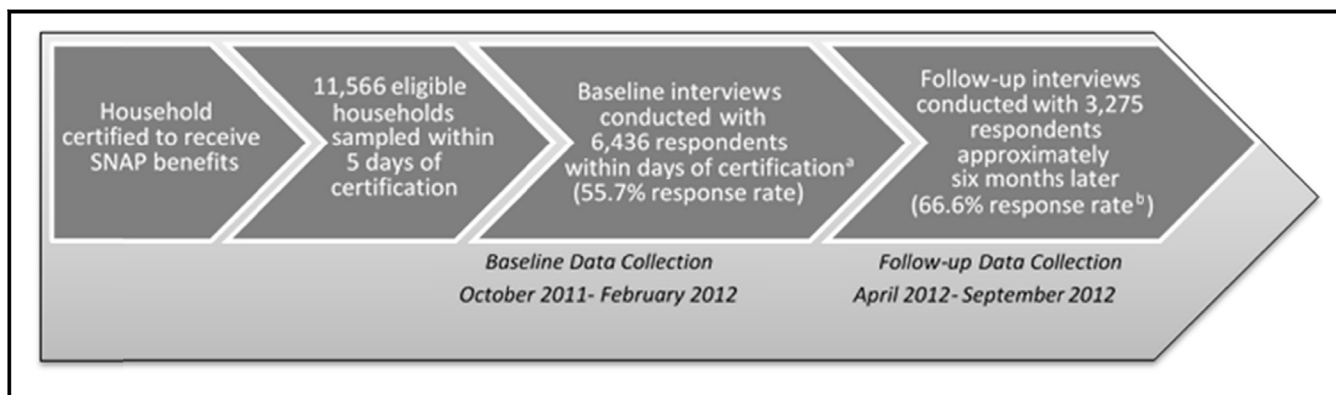 Household
certified to receive
SNAP benefits
11,566 eligible
households
sampled within
5 days of
certification
Baseline interviews
conducted with
6,436 respondents
within days of certificationᵃ
(55.7% response rate)
Follow-up interviews
conducted with 3,275
respondents
approximately
six months later
(66.6% response rateᵇ)
Baseline Data Collection
October 2011- February 2012
Follow-up Data Collection
April 2012- September 2012